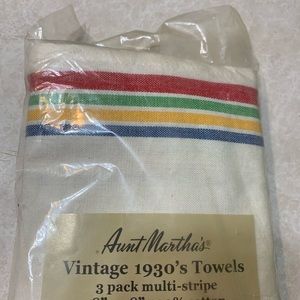 Aunt Martha's®
Vintage 1930's Towels
3 pack multi-stripe